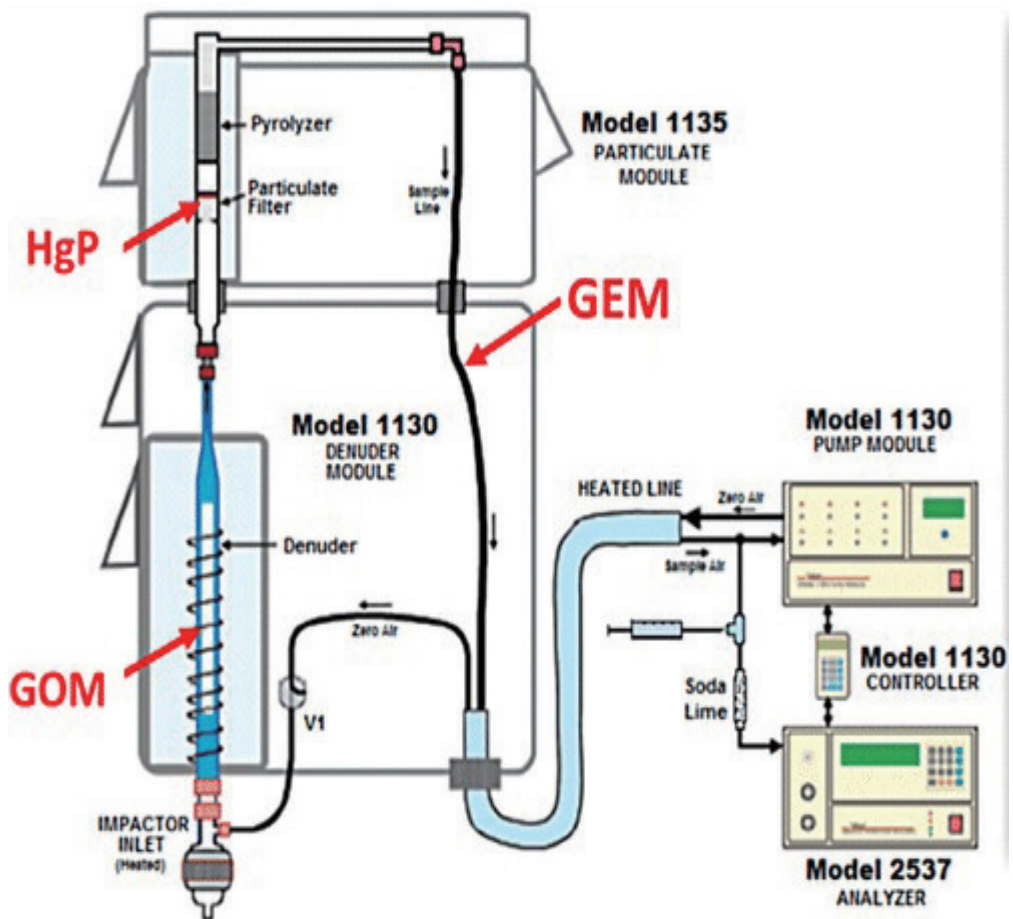 Pyrolyzer
Particulate
Filter
HgP
Sample
Line
Model 1135
PARTICULATE
MODULE
GEM
Model 1130
DENUDER
MODULE
Denuder
GOM
Zero Air
V1
IMPACTOR
INLET
(Heated)
HEATED LINE
Zero Air
Sample Air
Model 1130
PUMP MODULE
Soda
Lime
Model 1130
CONTROLLER
Model 2537
ANALYZER